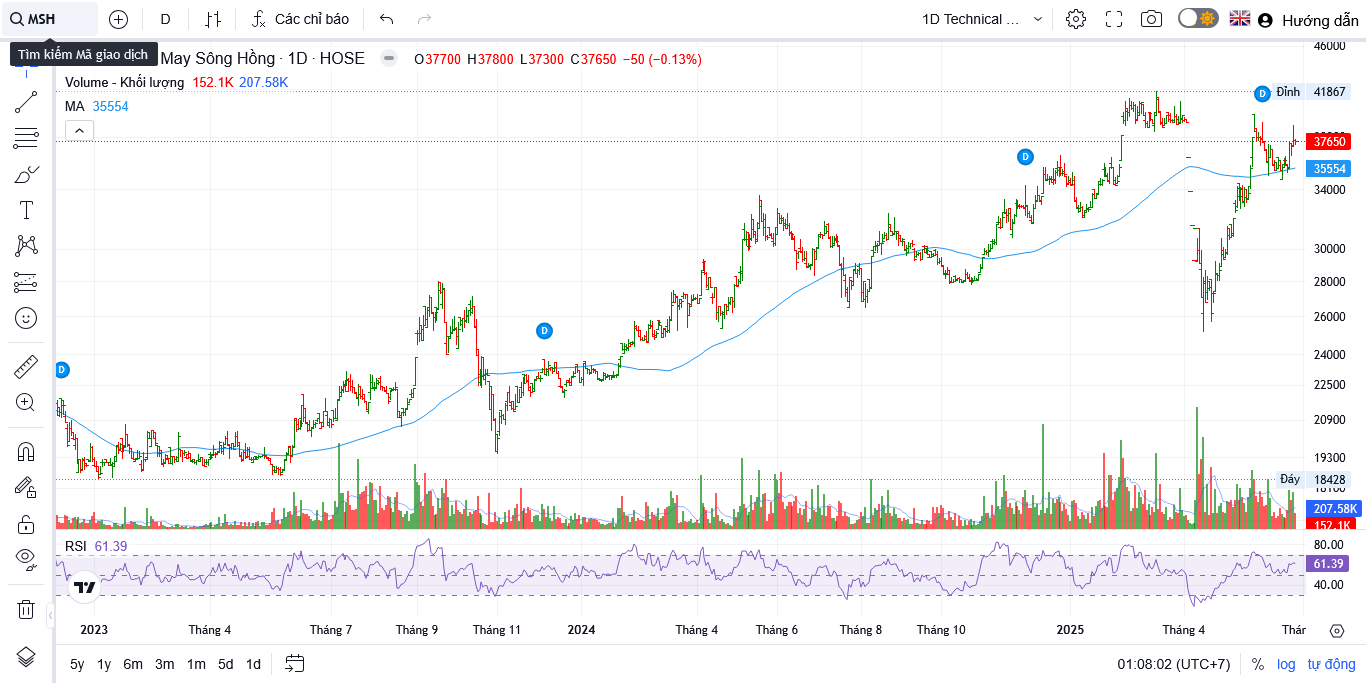 MSH D Các chỉ báo 1D Technical ... Hướng dẫn
Tìm kiếm Mã giao dịch May Sông Hồng · 1D · HOSE O37700 H37800 L37300 C37650 −50 (−0.13%)
46000
Volume - Khối lượng 152.1K 207.58K
D Đỉnh 41867
MA 35554
37650
D
35554
34000
30000
28000
26000
D
24000
D
22500
20900
19300
Đáy 18428
207.58K
152.1K
RSI 61.39 80.00
61.39
40.00
2023 Tháng 4 Tháng 7 Tháng 9 Tháng 11 2024 Tháng 4 Tháng 6 Tháng 8 Tháng 10 2025 Tháng 4 Thár
5y 1y 6m 3m 1m 5d 1d 01:08:02 (UTC+7) % log tự động